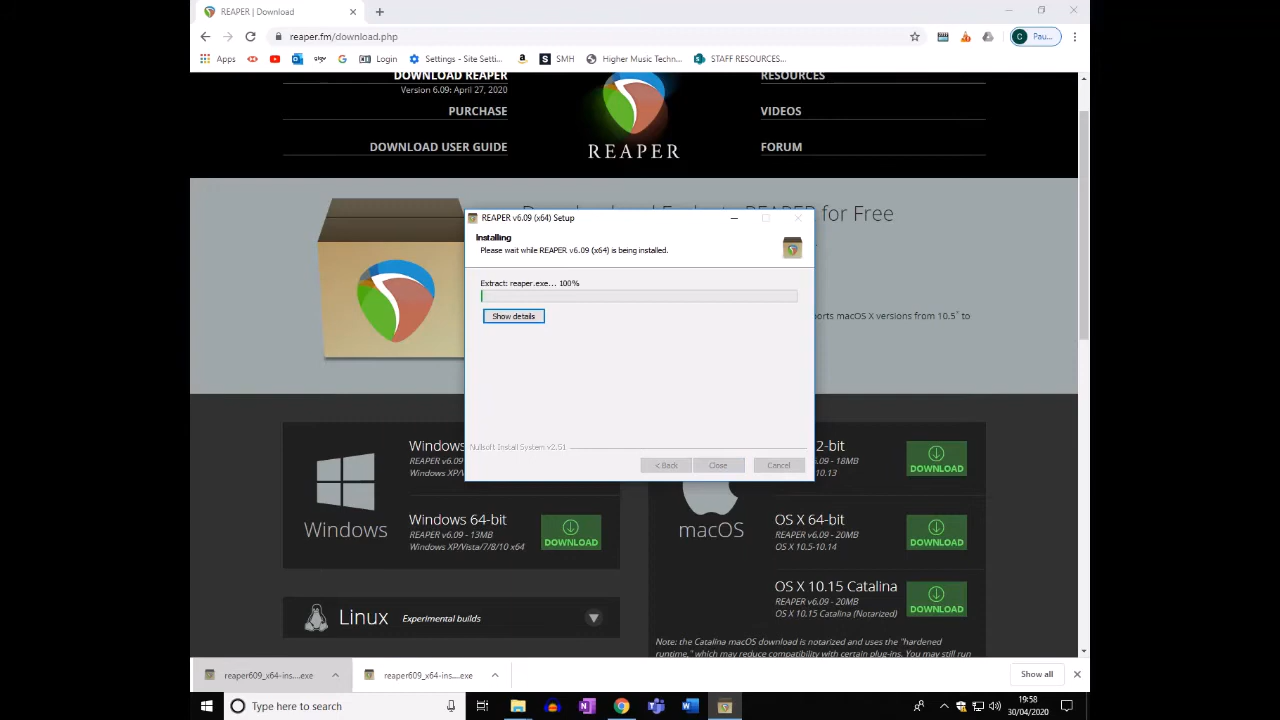 REAPER | Download
reaper.fm/download.php
C Pau...
Apps
Login
Settings - Site Setti...
SMH
Higher Music Techn...
STAFF RESOURCES...
DOWNLOAD REAPER
Version 6.09: April 27, 2020
PURCHASE
DOWNLOAD USER GUIDE
REAPER
RESOURCES
VIDEOS
FORUM
for Free
ports macOS X versions from 10.5* to
REAPER v6.09 (x64) Setup
Installing
Please wait while REAPER v6.09 (x64) is being installed.
Extract: reaper.exe... 100%
Show details
Nullsoft Install System v2.51
< Back
Close
Cancel
Windows
Windows
REAPER v6.09
Windows XP/V
Windows 64-bit
REAPER v6.09 - 13MB
Windows XP/Vista/7/8/10 x64
DOWNLOAD
Linux
Experimental builds
macOS
2-bit
v6.09 - 18MB
10.13
DOWNLOAD
OS X 64-bit
REAPER v6.09 - 20MB
OS X 10.5-10.14
DOWNLOAD
OS X 10.15 Catalina
REAPER v6.09 - 20MB
OS X 10.15 Catalina (Notarized)
DOWNLOAD
Note: the Catalina macOS download is notarized and uses the "hardened
runtime," which may reduce compatibility with certain plug-ins. You may still run
reaper609_x64-ins....exe
reaper609_x64-ins....exe
Show all
Type here to search
19:58
30/04/2020